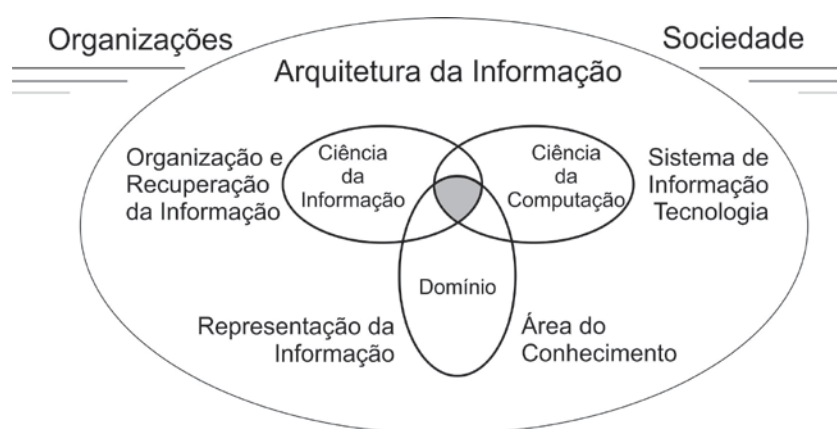 Organizações
Sociedade
Arquitetura da Informação
Organização e
Recuperação
da Informação
Ciência
da
Informação
Ciência
da
Computação
Sistema de
Informação
Tecnologia
Domínio
Representação da
Informação
Área do
Conhecimento